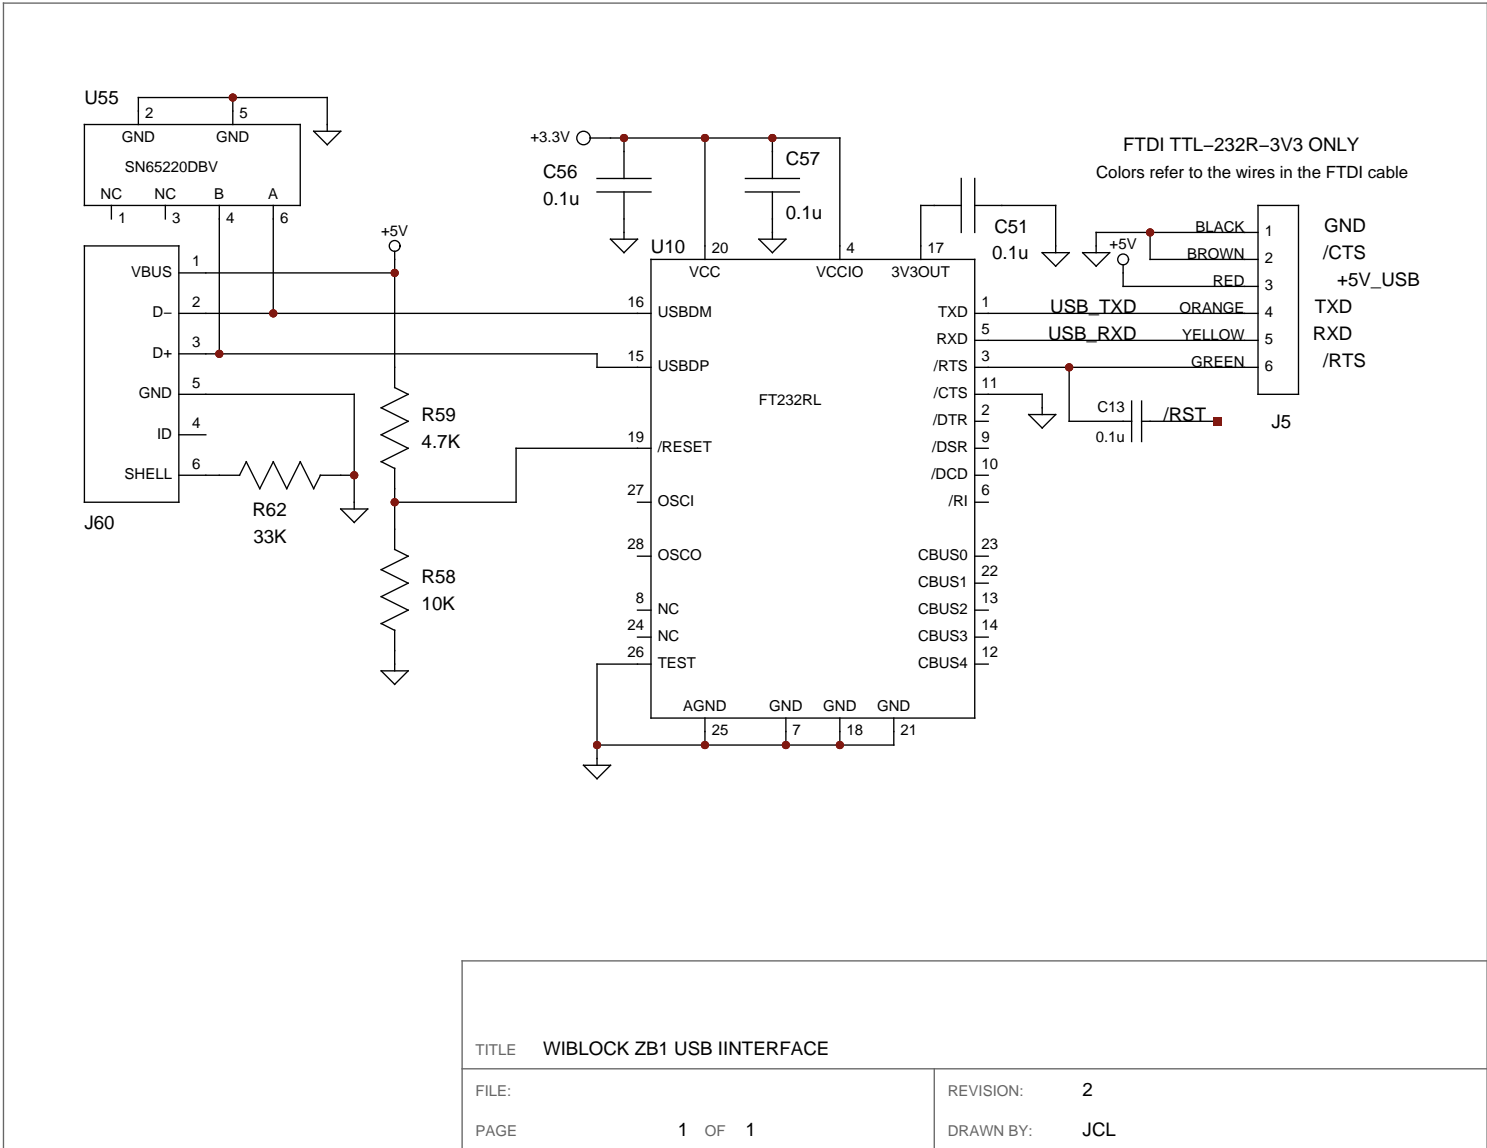 U55
2
5
GND
GND
SN65220DBV
NC
NC
B
A
1
3
4
6
VBUS
1
D−
2
D+
3
GND
5
ID
4
SHELL
6
J60
R62
33K
+5V
R59
4.7K
R58
10K
+3.3V
C56
0.1u
C57
0.1u
C51
0.1u
U10
20
4
17
VCC
VCCIO
3V3OUT
16
USBDM
15
USBDP
19
/RESET
27
OSCI
28
OSCO
8
NC
24
NC
26
TEST
FT232RL
TXD
1
RXD
5
/RTS
3
/CTS
11
/DTR
2
/DSR
9
/DCD
10
/RI
6
CBUS0
23
CBUS1
22
CBUS2
13
CBUS3
14
CBUS4
12
AGND
GND
GND
GND
25
7
18
21
FTDI TTL−232R−3V3 ONLY
Colors refer to the wires in the FTDI cable
BLACK 1 GND
+5V
BROWN 2 /CTS
RED 3 +5V_USB
USB_TXD ORANGE 4 TXD
USB_RXD YELLOW 5 RXD
GREEN 6 /RTS
C13
0.1u
/RST
J5
TITLE WIBLOCK ZB1 USB IINTERFACE
FILE:
REVISION: 2
PAGE 1 OF 1
DRAWN BY: JCL